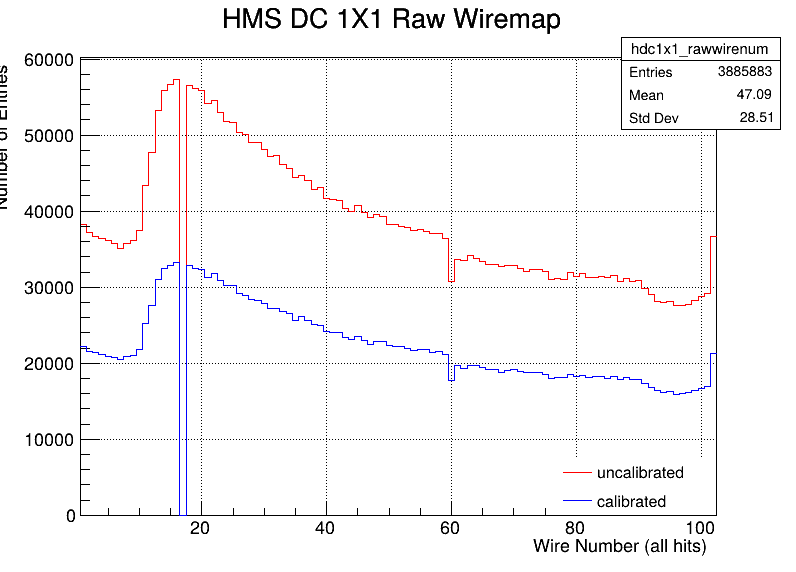 HMS DC 1X1 Raw Wiremap
hdc1x1_rawwirenum
Entries 3885883
Mean 47.09
Std Dev 28.51
Number of Entries
60000
50000
40000
30000
20000
10000
0
uncalibrated
calibrated
20 40 60 80 100
Wire Number (all hits)